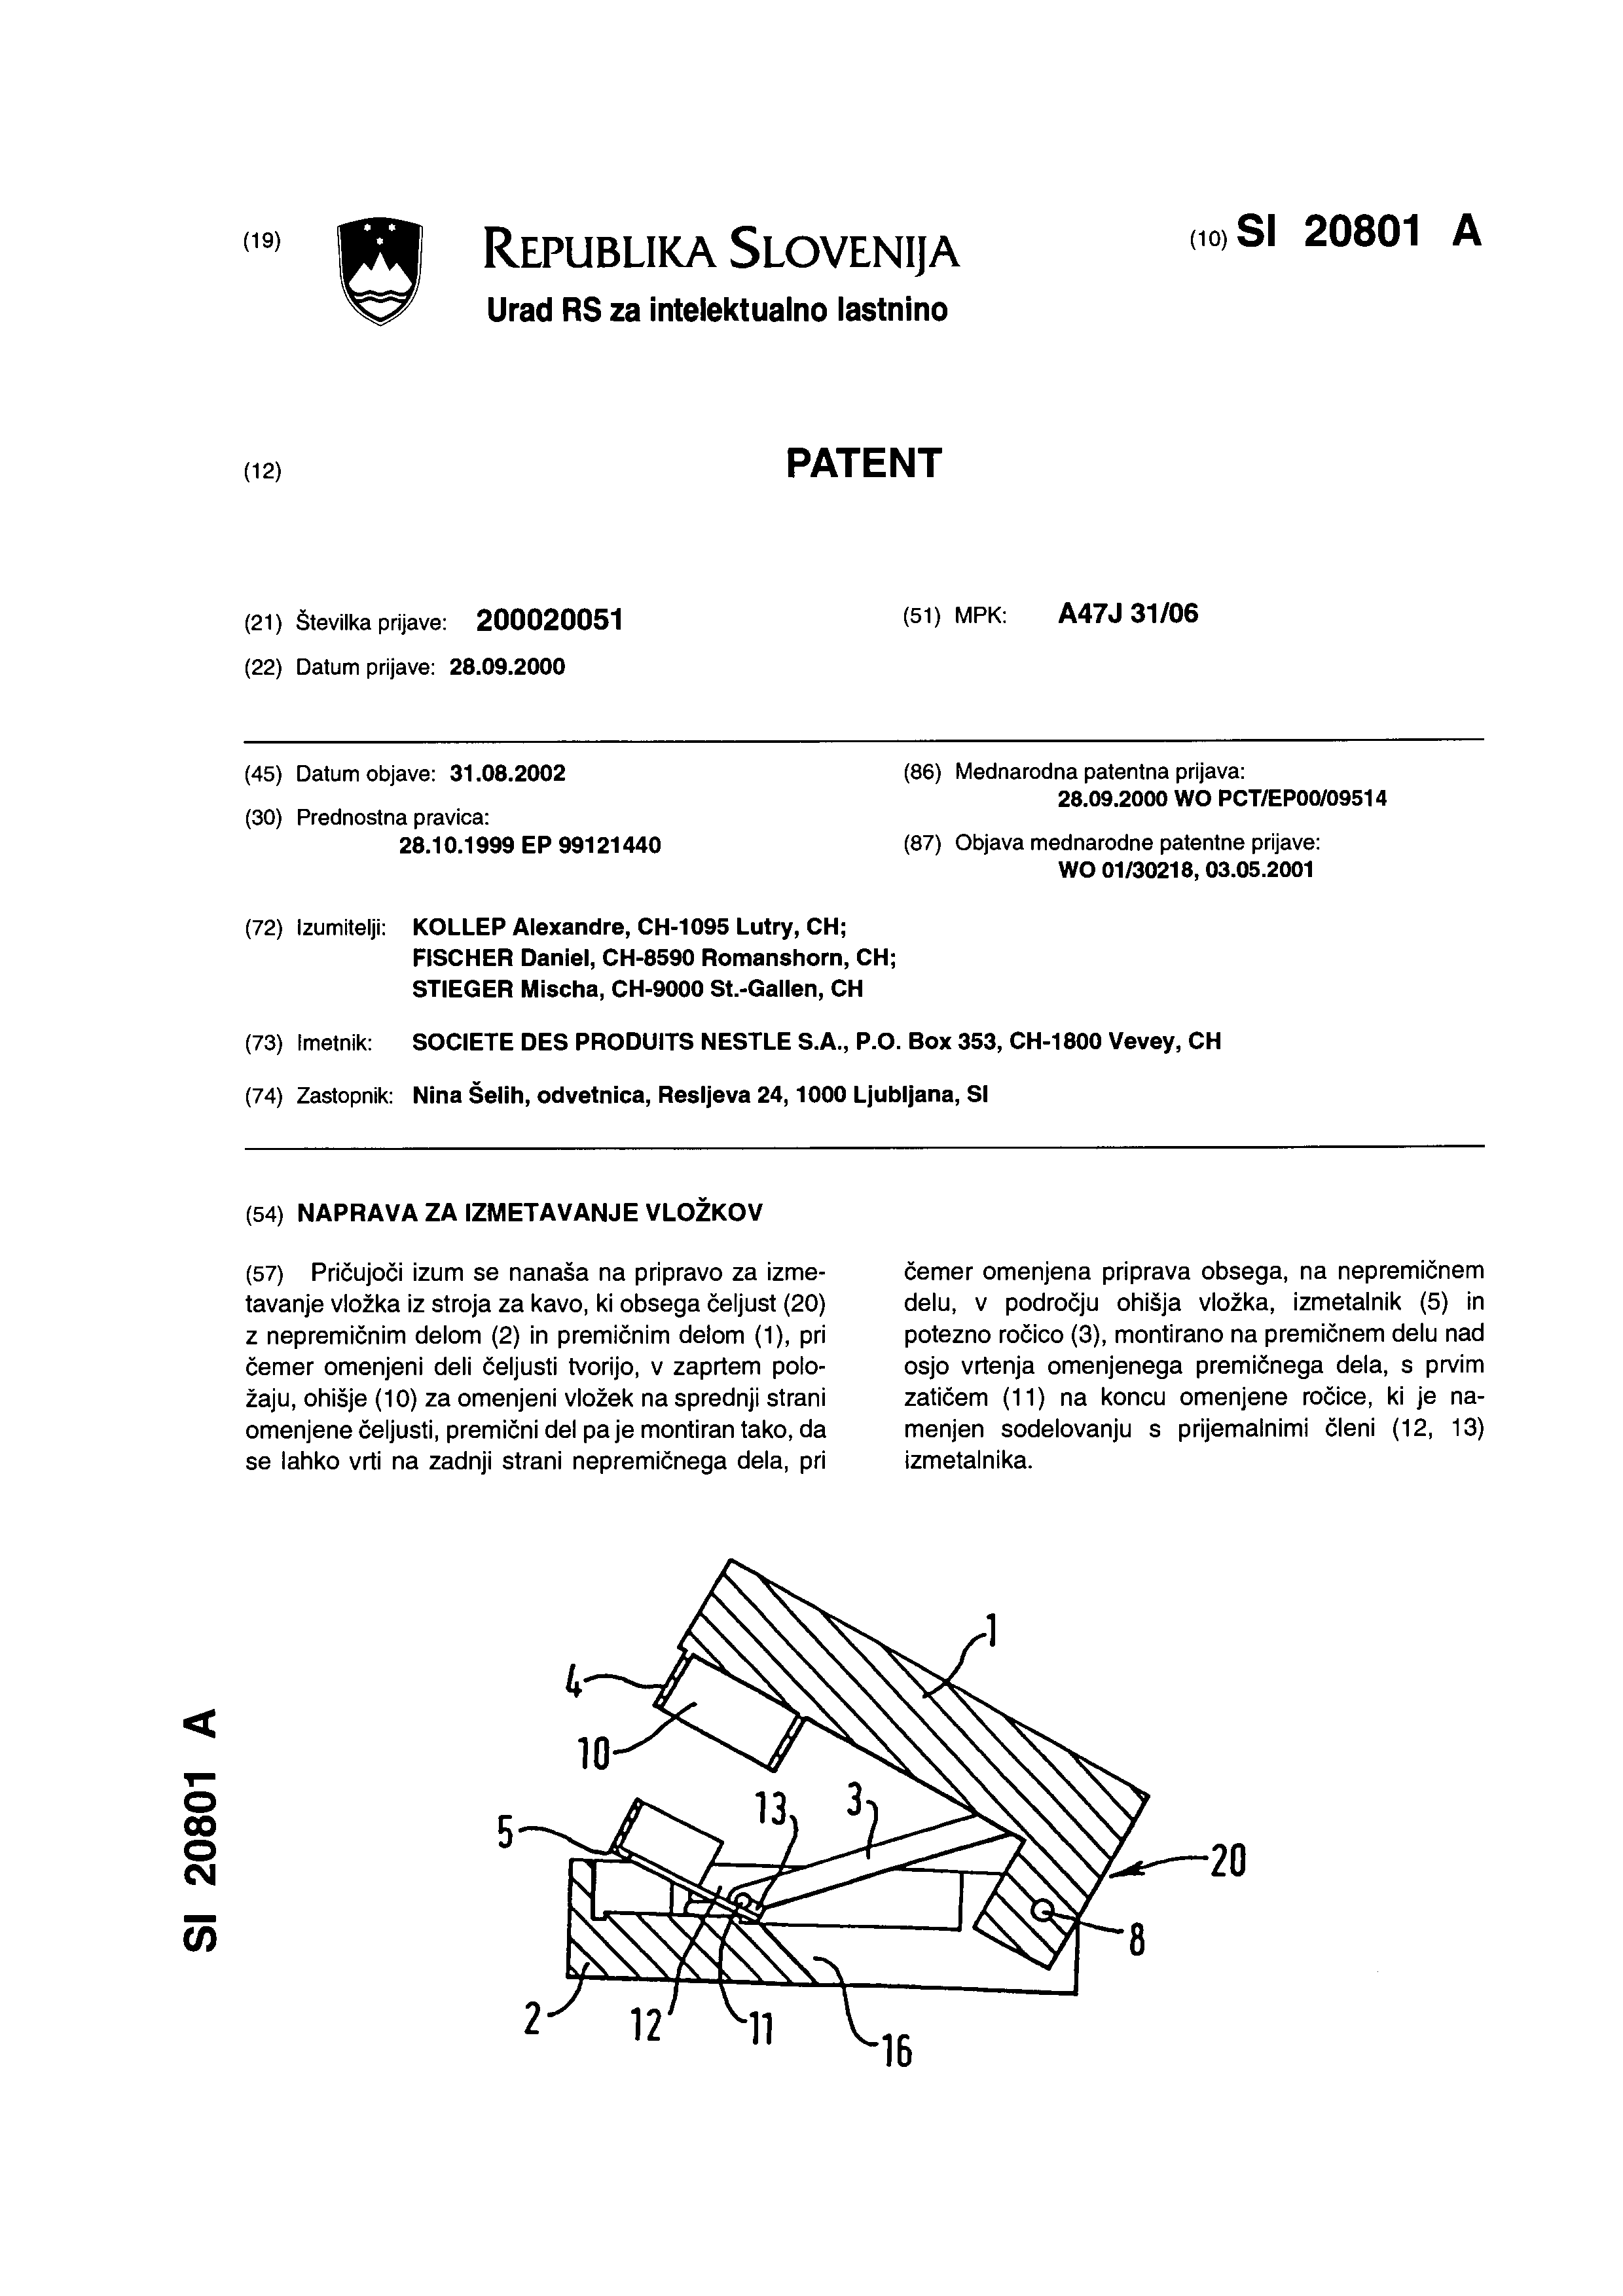 (19)
REPUBLIKA SLOVENIJA
Urad RS za intelektualno lastnino
(10) SI 20801 A
(12)
PATENT
(21) Številka prijave: 200020051
(22) Datum prijave: 28.09.2000
(51) MPK: A47J 31/06
(45) Datum objave: 31.08.2002
(30) Prednostna pravica:
28.10.1999 EP 99121440
(86) Mednarodna patentna prijava:
28.09.2000 WO PCT/EP00/09514
(87) Objava mednarodne patentne prijave:
WO 01/30218, 03.05.2001
(72) Izumitelji: KOLLEP Alexandre, CH-1095 Lutry, CH;
FISCHER Daniel, CH-8590 Romanshorn, CH;
STIEGER Mischa, CH-9000 St.-Gallen, CH
(73) Imetnik: SOCIETE DES PRODUITS NESTLE S.A., P.O. Box 353, CH-1800 Vevey, CH
(74) Zastopnik: Nina Šelih, odvetnica, Resljeva 24, 1000 Ljubljana, SI
(54) NAPRAVA ZA IZMETAVANJE VLOŽKOV
(57) Pričujoči izum se nanaša na pripravo za izme-
tavanje vložka iz stroja za kavo, ki obsega čeljust (20)
z nepremičnim delom (2) in premičnim delom (1), pri
čemer omenjeni deli čeljusti tvorijo, v zaprtem polo-
žaju, ohišje (10) za omenjeni vložek na sprednji strani
omenjene čeljusti, premični del pa je montiran tako, da
se lahko vrti na zadnji strani nepremičnega dela, pri
čemer omenjena priprava obsega, na nepremičnem
delu, v področju ohišja vložka, izmetalnik (5) in
potezno ročico (3), montirano na premičnem delu nad
osjo vrtenja omenjenega premičnega dela, s prvim
zatičem (11) na koncu omenjene ročice, ki je na-
menjen sodelovanju s prijemalnimi členi (12, 13)
izmetalnika.
1
4
10
13
3
5
20
8
2
12
11
16
SI 20801 A